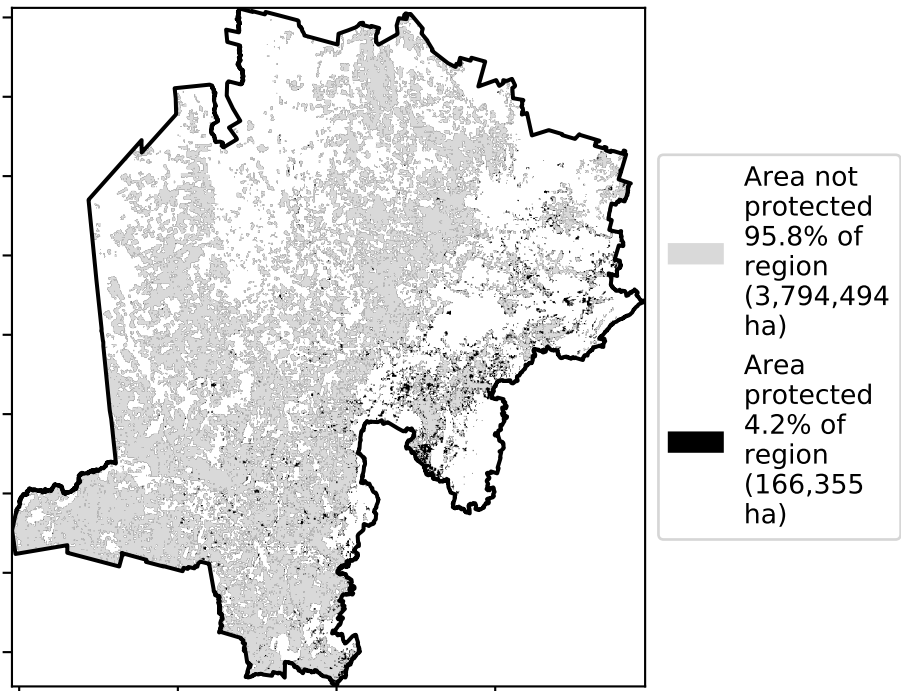 Area not
protected
95.8% of
region
(3,794,494
ha)
Area
protected
4.2% of
region
(166,355
ha)